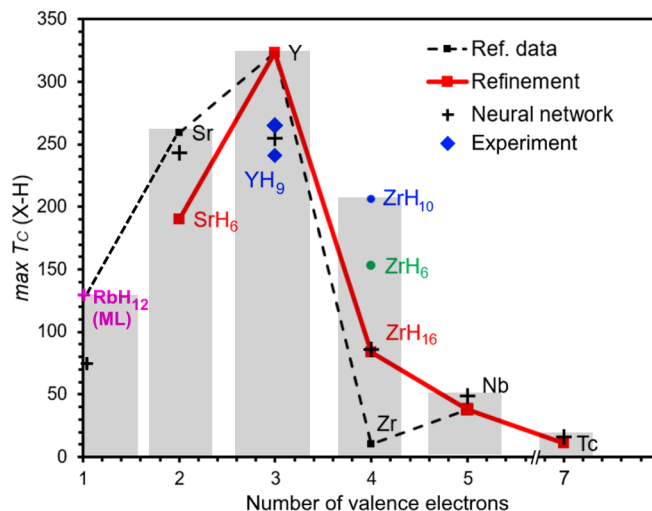 350
300
250
200
150
100
50
0
max Tc (X-H)
Ref. data
Refinement
Neural network
Experiment
Y
Sr
YH₉
SrH₆
ZrH₁₀
ZrH₆
RbH₁₂
(ML)
ZrH₁₆
Zr
Nb
Tc
1 2 3 4 5 7
Number of valence electrons